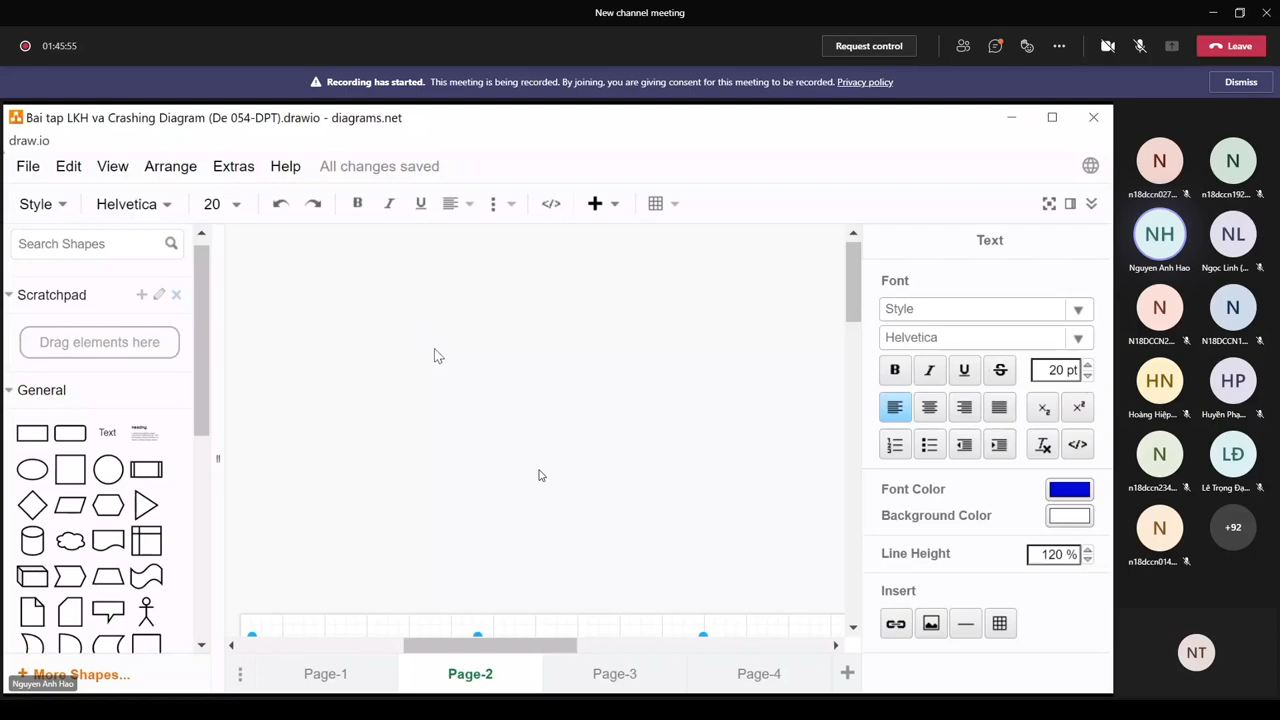 New channel meeting
01:45:55
Request control
Leave
Recording has started. This meeting is being recorded. By joining, you are giving consent for this meeting to be recorded. Privacy policy
Dismiss
Bai tap LKH va Crashing Diagram (De 054-DPT).drawio - diagrams.net
draw.io
File Edit View Arrange Extras Help All changes saved
Style Helvetica 20 B I U </>
Search Shapes
Scratchpad
Drag elements here
General
Text
Heading
More Shapes...
Nguyen Anh Hao
Page-1 Page-2 Page-3 Page-4
Text
Font
Style
Helvetica
B I U S 20 pt
Font Color
Background Color
Line Height 120 %
Insert
N N
n18dccn027... n18dccn192...
NH NL
Nguyen Anh Hao Ngọc Linh (...
N N
N18DCCN2... N18DCCN1...
HN HP
Hoàng Hiệp... Huyền Phạ...
N LĐ
n18dccn234... Lê Trọng Đạ...
N +92
n18dccn014...
NT